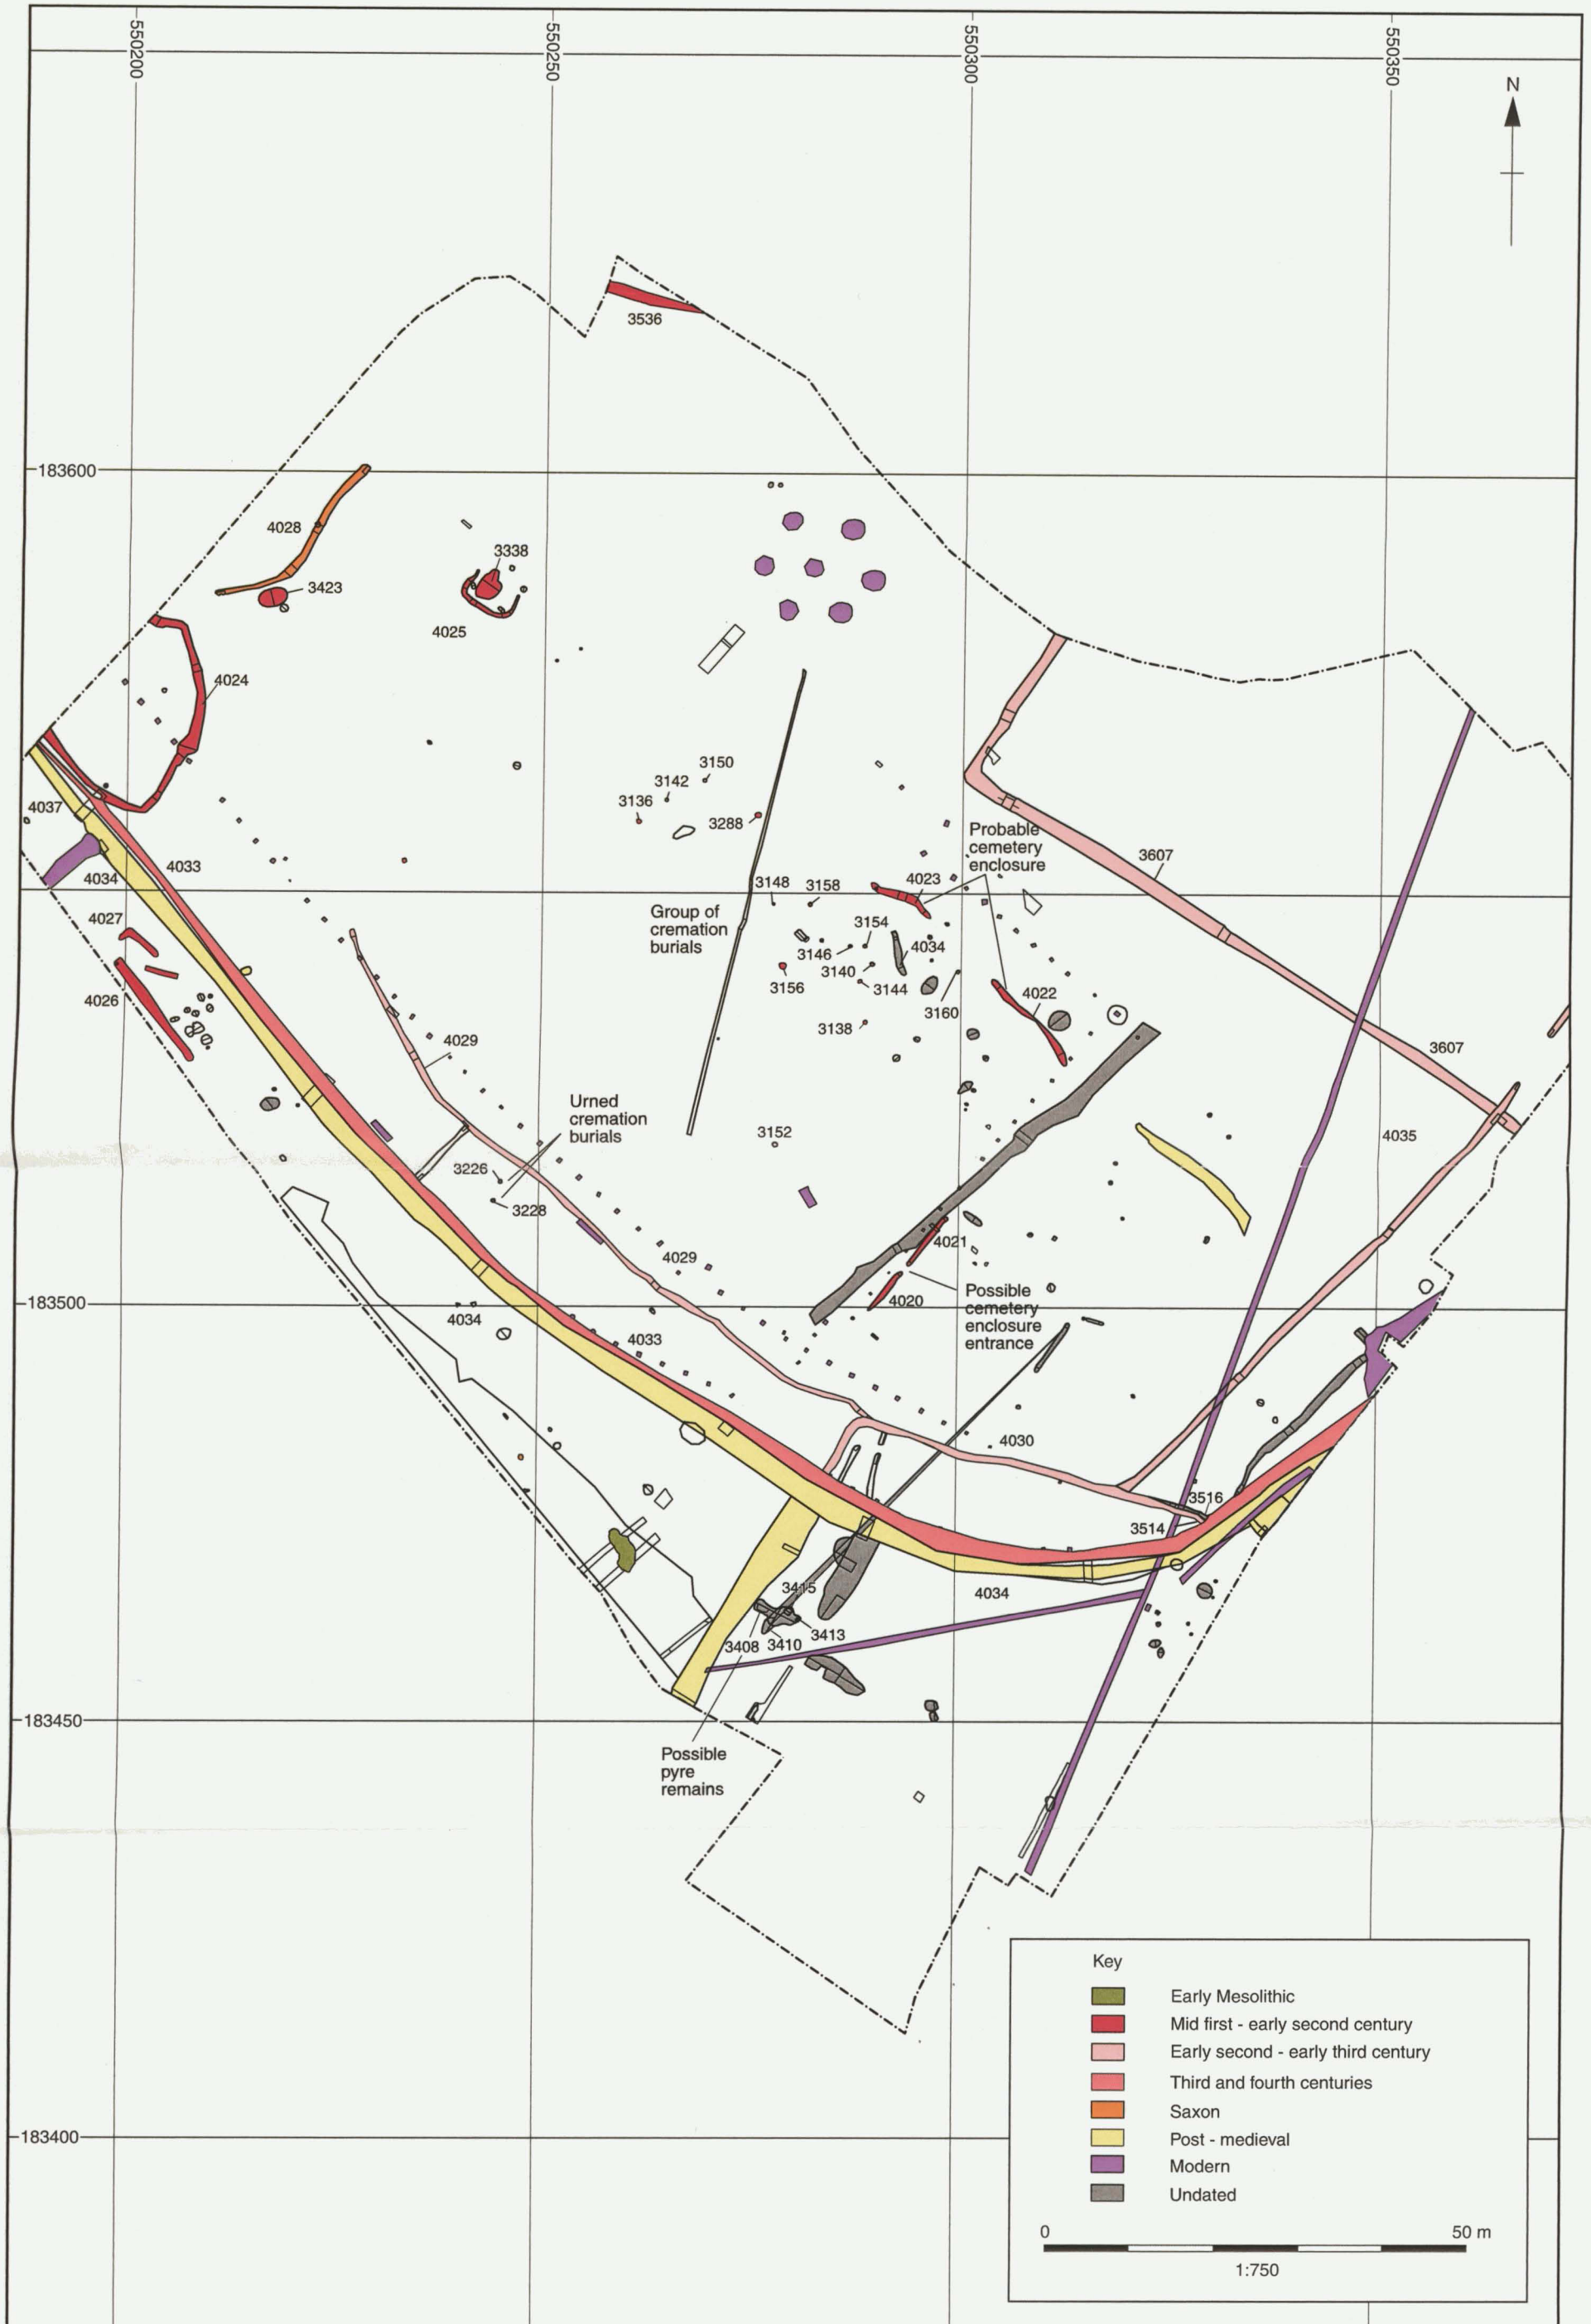 550200
550250
550300
550350
N
3536
183600
4028
3338
3423
4025
4024
3150
3142
3136
3288
Probable
cemetery
enclosure
3607
4037
4033
4034
3148
3158
4023
Group of
cremation
burials
4027
3154
3146
4034
3140
3156
3144
4022
4026
3160
3138
4029
3607
Urned
cremation
burials
3152
4035
3226
3228
4021
4029
4020
Possible
cemetery
enclosure
entrance
183500
4034
4033
4030
3516
3514
3415
4034
3413
3408
3410
183450
Possible
pyre
remains
Key
Early Mesolithic
Mid first - early second century
Early second - early third century
Third and fourth centuries
Saxon
Post - medieval
Modern
Undated
183400
0
50 m
1:750